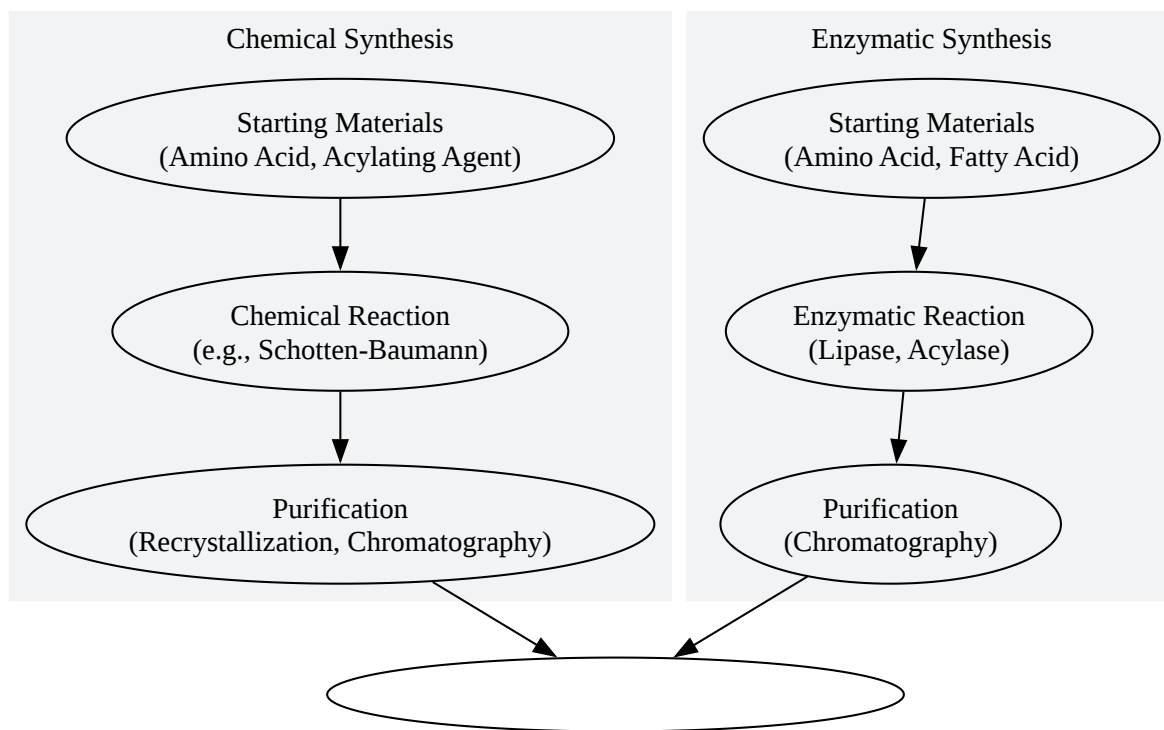 Chemical Synthesis
Starting Materials
(Amino Acid, Acylating Agent)
Chemical Reaction
(e.g., Schotten-Baumann)
Purification
(Recrystallization, Chromatography)
Enzymatic Synthesis
Starting Materials
(Amino Acid, Fatty Acid)
Enzymatic Reaction
(Lipase, Acylase)
Purification
(Chromatography)